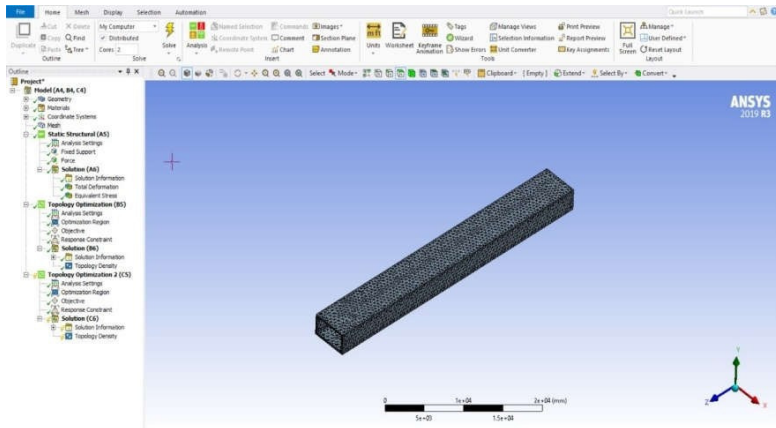 File Home Mesh Display Selection Automation Quick Launch
Cut Delete My Computer Named Selection Commands Images Tags Manage Views Print Preview Manage
Copy Find Distributed Coordinate System Comment Section Plane Wizard Selection Information Report Preview User Defined
Duplicate Paste Tree Cores 2 Solve Analysis Remote Point Chart Annotation Units Worksheet Keyframe Animation Show Errors Unit Converter Key Assignments Full Screen Reset Layout
Outline Solve Insert Tools Layout
Outline Select Mode Clipboard [Empty] Extend Select By Convert
Project*
Model (A4, B4, C4)
Geometry
Materials
Coordinate Systems
Mesh
Static Structural (A5)
Analysis Settings
Fixed Support
Force
Solution (A6)
Solution Information
Total Deformation
Equivalent Stress
Topology Optimization (B5)
Analysis Settings
Optimization Region
Objective
Response Constraint
Solution (B6)
Solution Information
Topology Density
Topology Optimization 2 (C5)
Analysis Settings
Optimization Region
Objective
Response Constraint
Solution (C6)
Solution Information
Topology Density
ANSYS
2019 R3
Y
Z X
0 1e+04 2e+04 (mm)
5e+03 1.5e+04